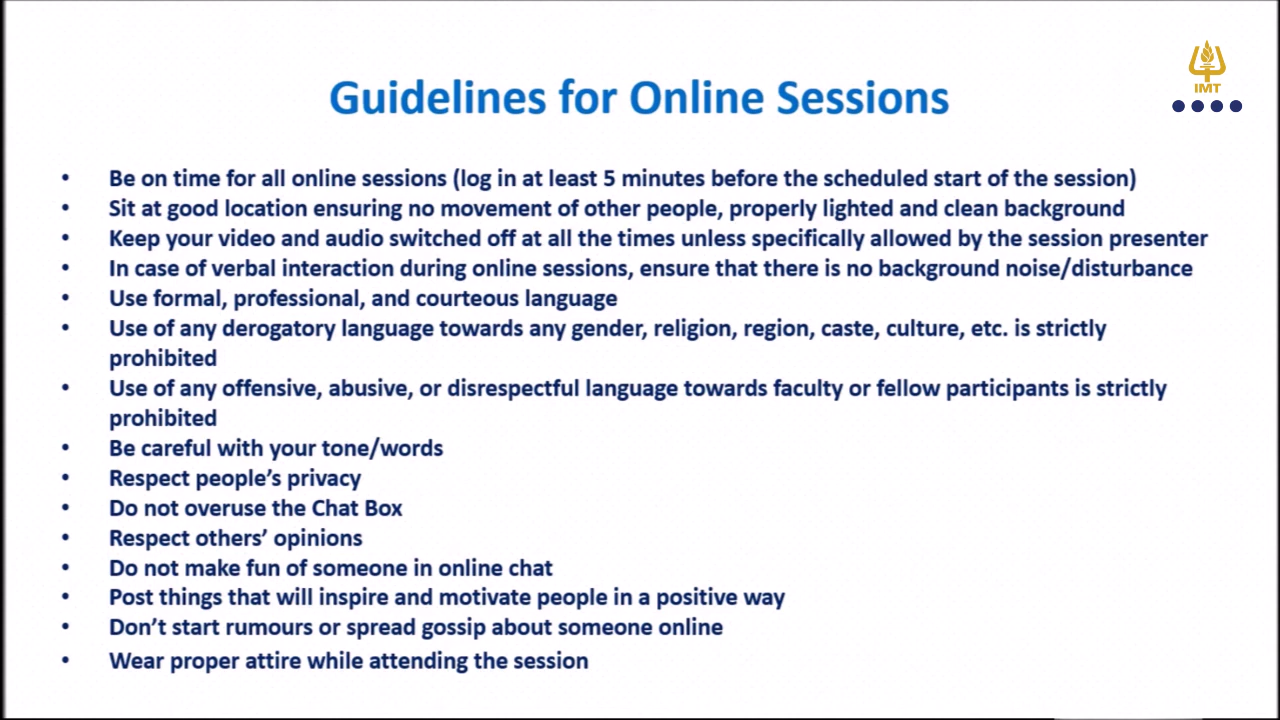 Guidelines for Online Sessions
IMT
• Be on time for all online sessions (log in at least 5 minutes before the scheduled start of the session)
• Sit at good location ensuring no movement of other people, properly lighted and clean background
• Keep your video and audio switched off at all the times unless specifically allowed by the session presenter
• In case of verbal interaction during online sessions, ensure that there is no background noise/disturbance
• Use formal, professional, and courteous language
• Use of any derogatory language towards any gender, religion, region, caste, culture, etc. is strictly
prohibited
• Use of any offensive, abusive, or disrespectful language towards faculty or fellow participants is strictly
prohibited
• Be careful with your tone/words
• Respect people’s privacy
• Do not overuse the Chat Box
• Respect others’ opinions
• Do not make fun of someone in online chat
• Post things that will inspire and motivate people in a positive way
• Don’t start rumours or spread gossip about someone online
• Wear proper attire while attending the session